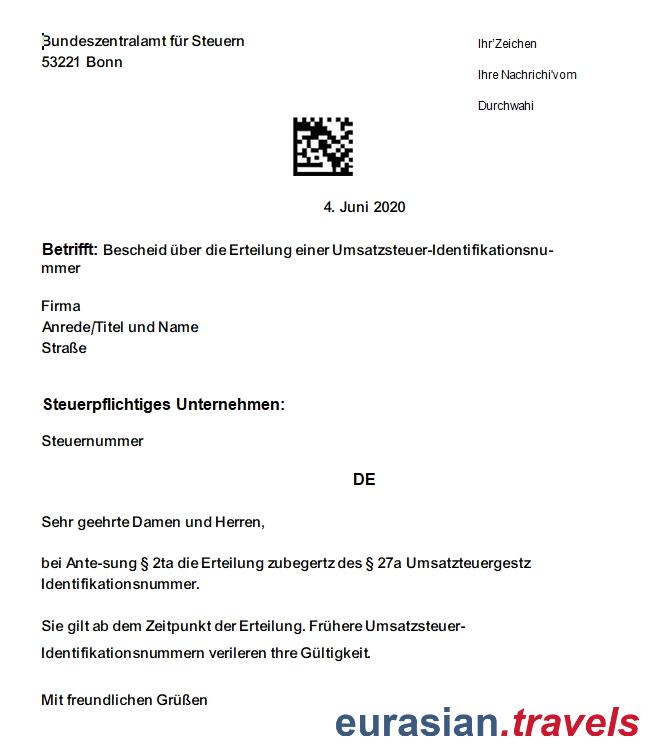 Bundeszentralamt für Steuern
53221 Bonn
Ihr'Zeichen
Ihre Nachrichi'vom
Durchwahi
4. Juni 2020
Betrifft: Bescheid über die Erteilung einer Umsatzsteuer-Identifikationsnu-
mmer
Firma
Anrede/Titel und Name
Straße
Steuerpflichtiges Unternehmen:
Steuernummer
DE
Sehr geehrte Damen und Herren,
bei Ante-sung § 2ta die Erteilung zubegertz des § 27a Umsatzteuergestz
Identifikationsnummer.
Sie gilt ab dem Zeitpunkt der Erteilung. Frühere Umsatzsteuer-
Identifikationsnummern verileren thre Gültigkeit.
Mit freundlichen Grüßen
eurasian.travels